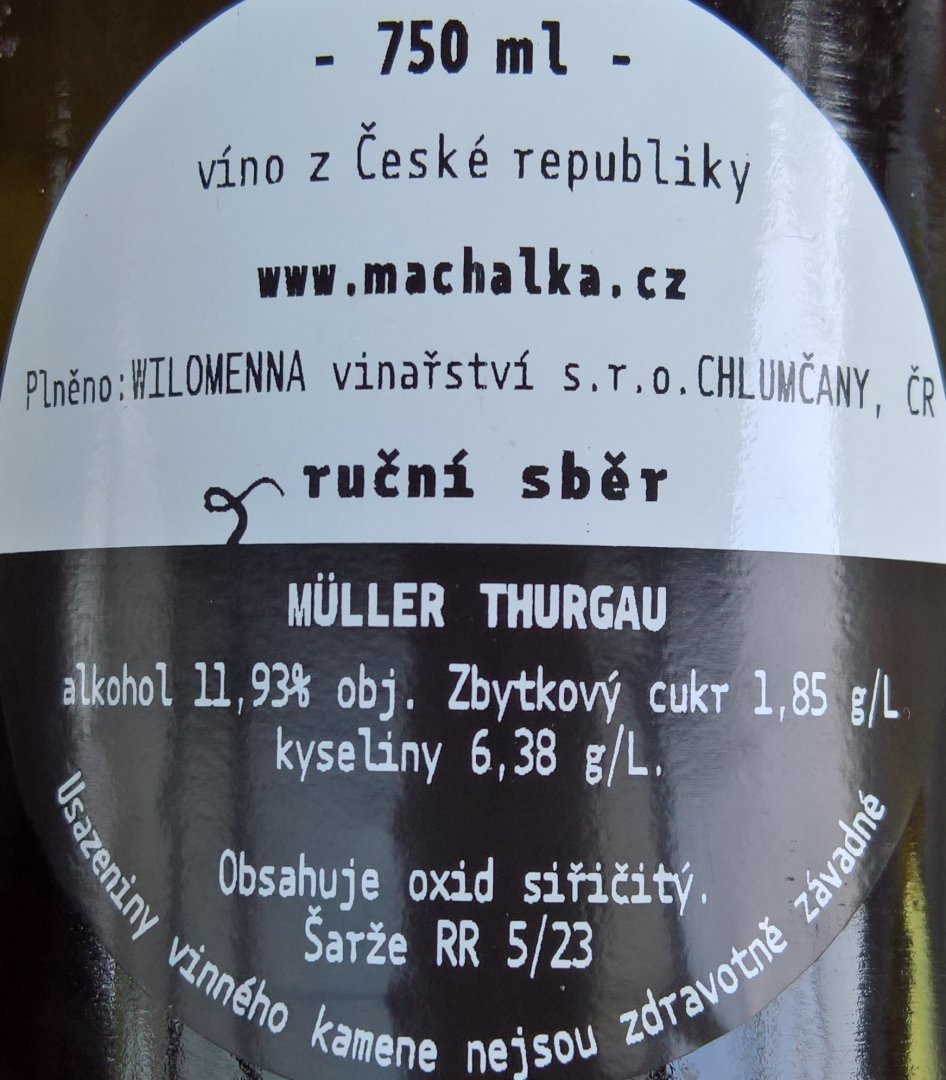 - 750 ml -
víno z České republiky
www.machalka.cz
Plněno:WILOMENNA vinařství s.r.o.CHLUMČANY, ČR
ruční sběr
MÜLLER THURGAU
alkohol 11,93% obj. Zbytkový cukr 1,85 g/L
kyseliny 6,38 g/L.
Obsahuje oxid siřičitý.
Šarže RR 5/23
Usazeniny vinného kamene nejsou zdravotně závadné